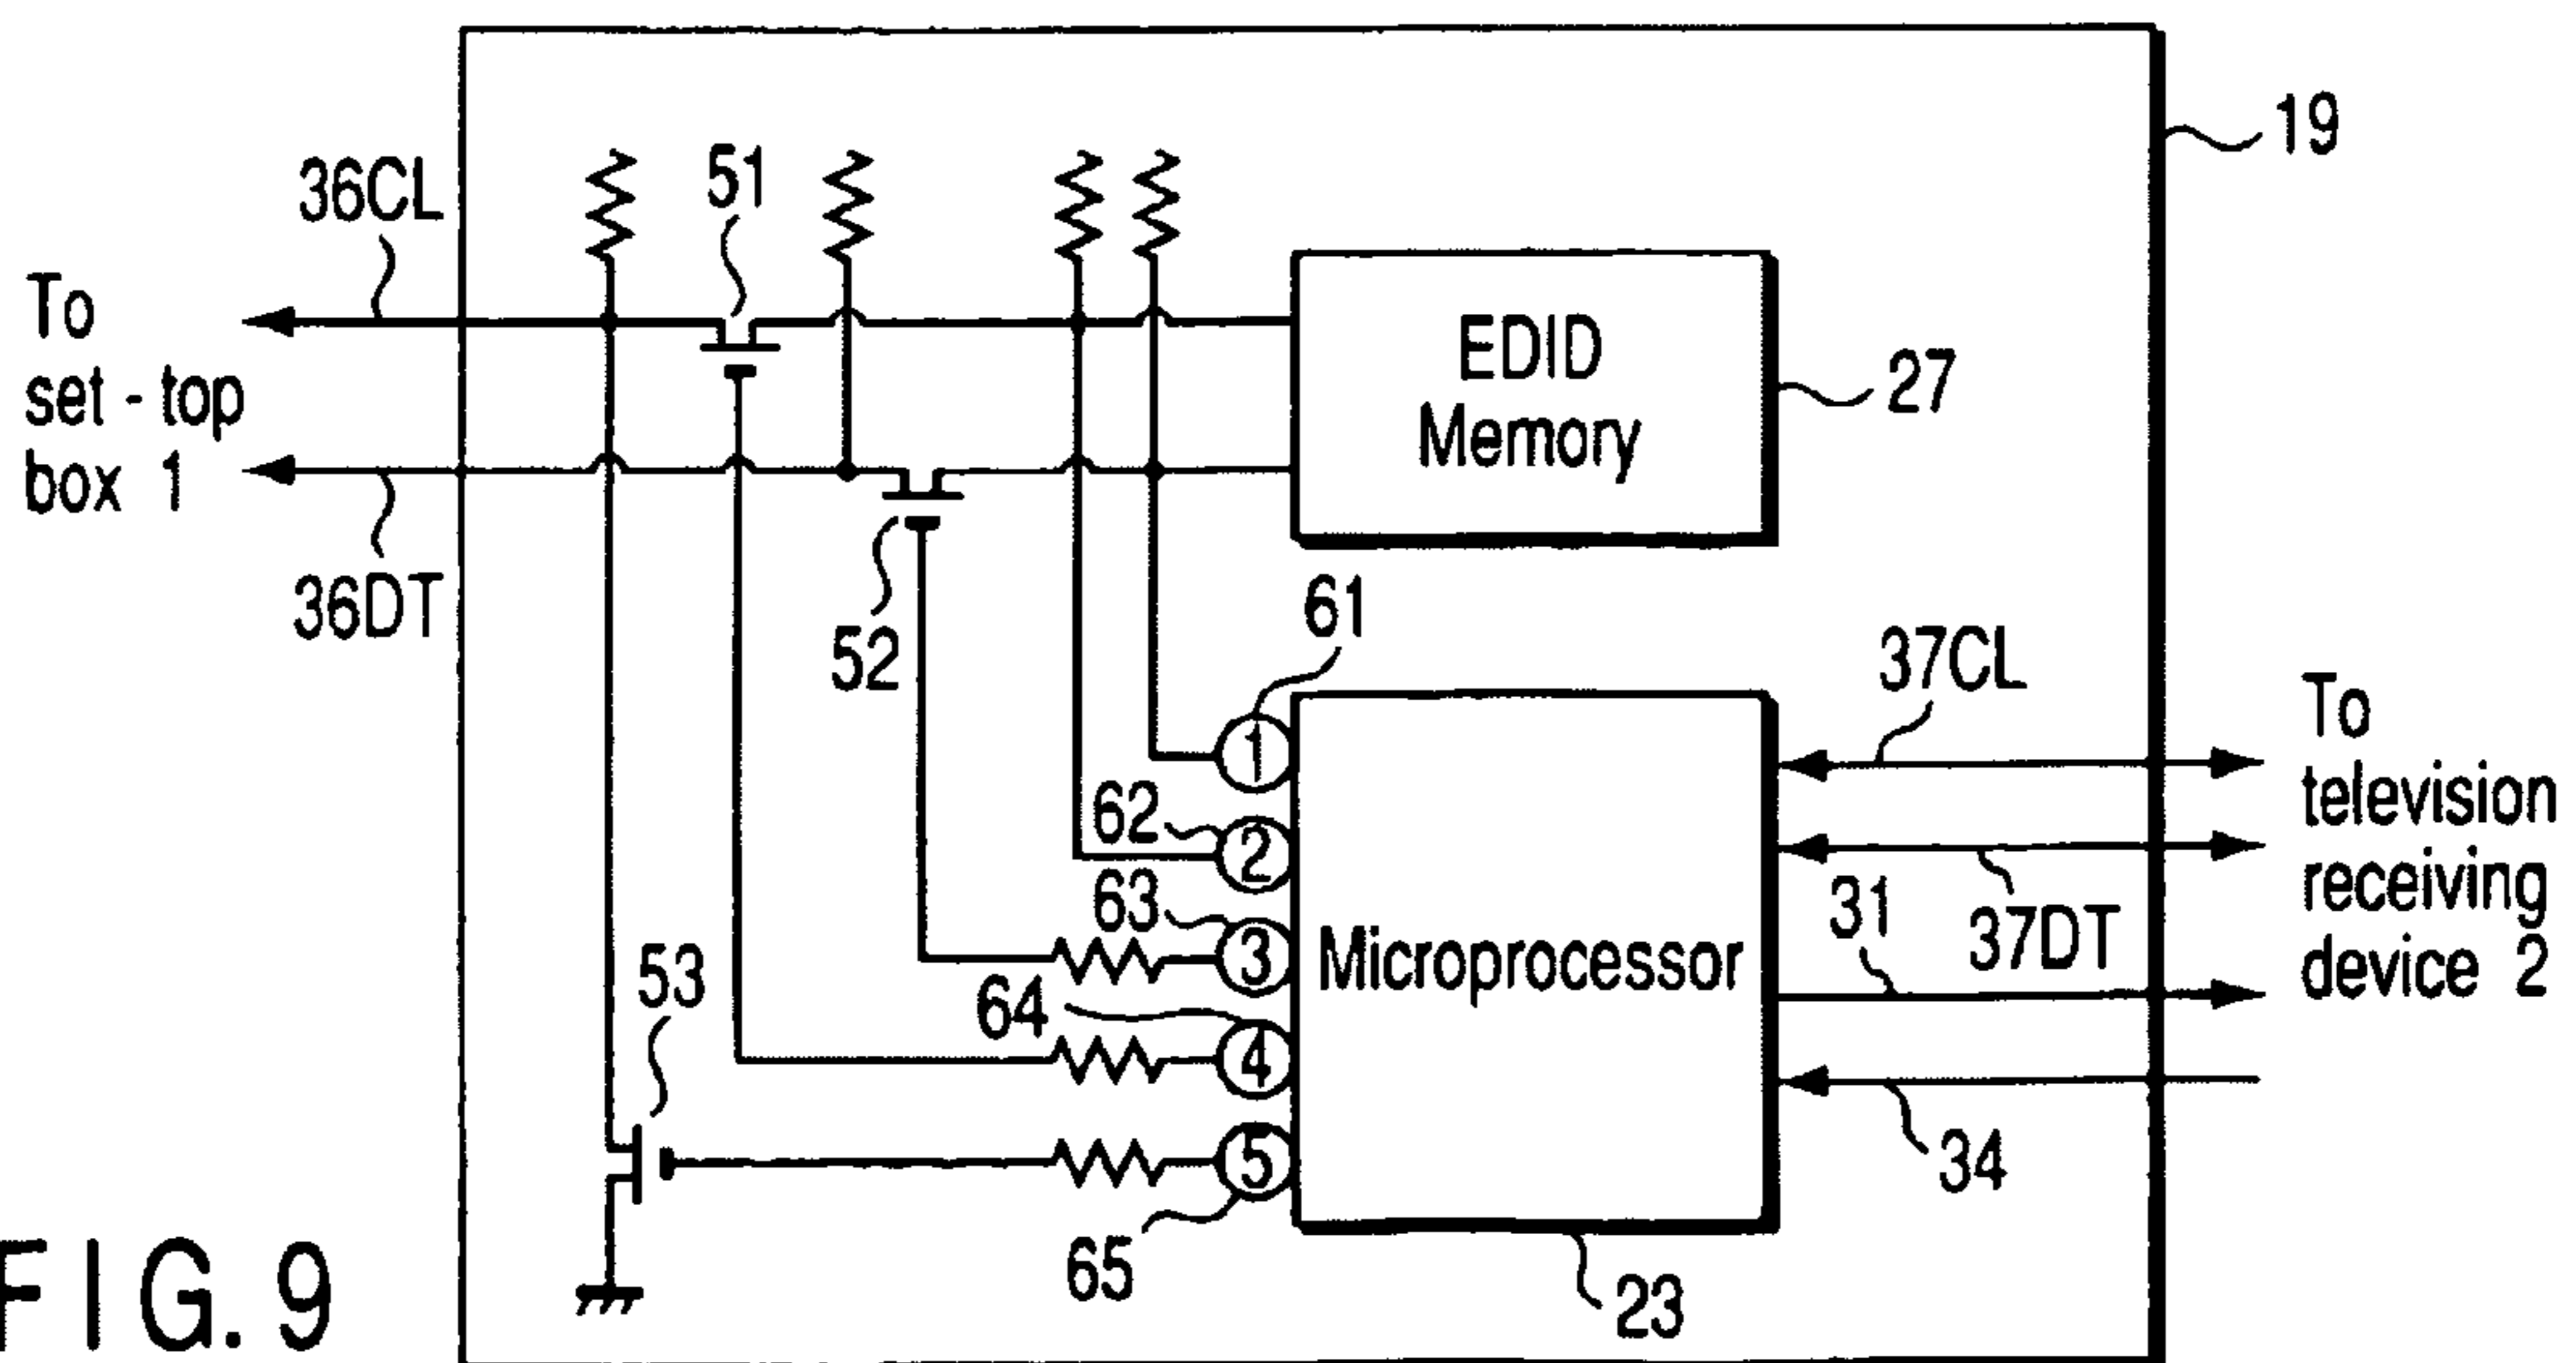 19
36CL
51
To
set - top
box 1
EDID
Memory
27
36DT
52
61
37CL
To
television
receiving
device 2
1
62
2
63
3
Microprocessor
31
37DT
53
64
4
34
5
65
23
FIG. 9